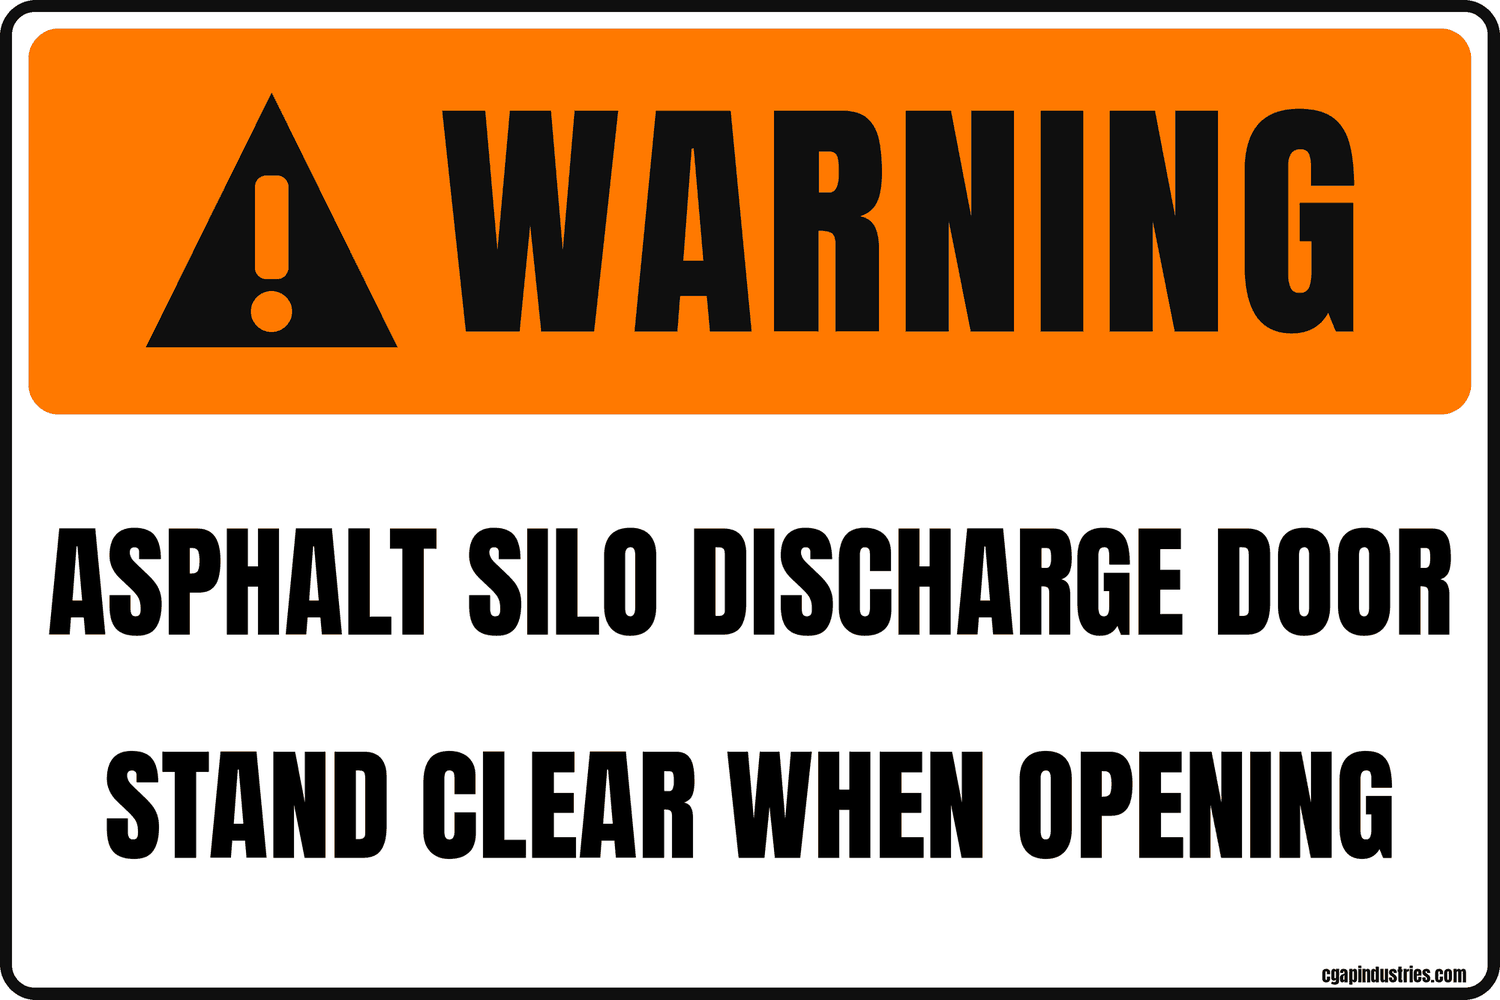 WARNING
ASPHALT SILO DISCHARGE DOOR
STAND CLEAR WHEN OPENING
cgapindustries.com